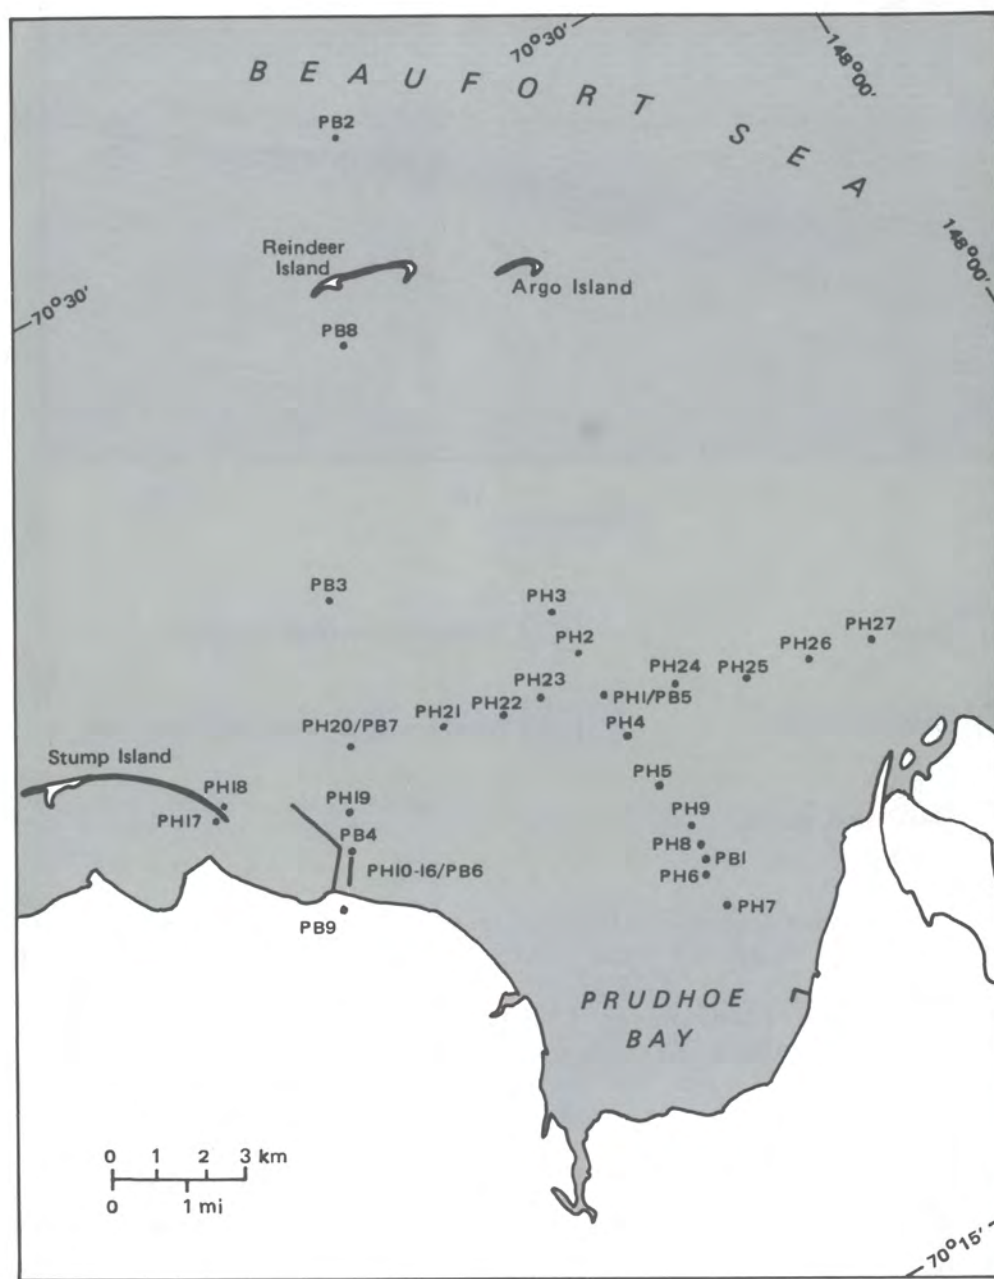 70°30'
148°00'
BEAUFORT SEA
PB2
148°00'
Reindeer
Island
Argo Island
70°30'
PB8
PB3
PH3
PH27
PH2
PH26
PH24
PH25
PH23
PH1/PB5
PH22
PH21
PH20/PB7
PH4
Stump Island
PH5
PH18
PH19
PH9
PH17
PB4
PH8
PB1
PH10-16/PB6
PH6
PH7
PB9
PRUDHOE
BAY
0 1 2 3 km
0 1 mi
70°15'